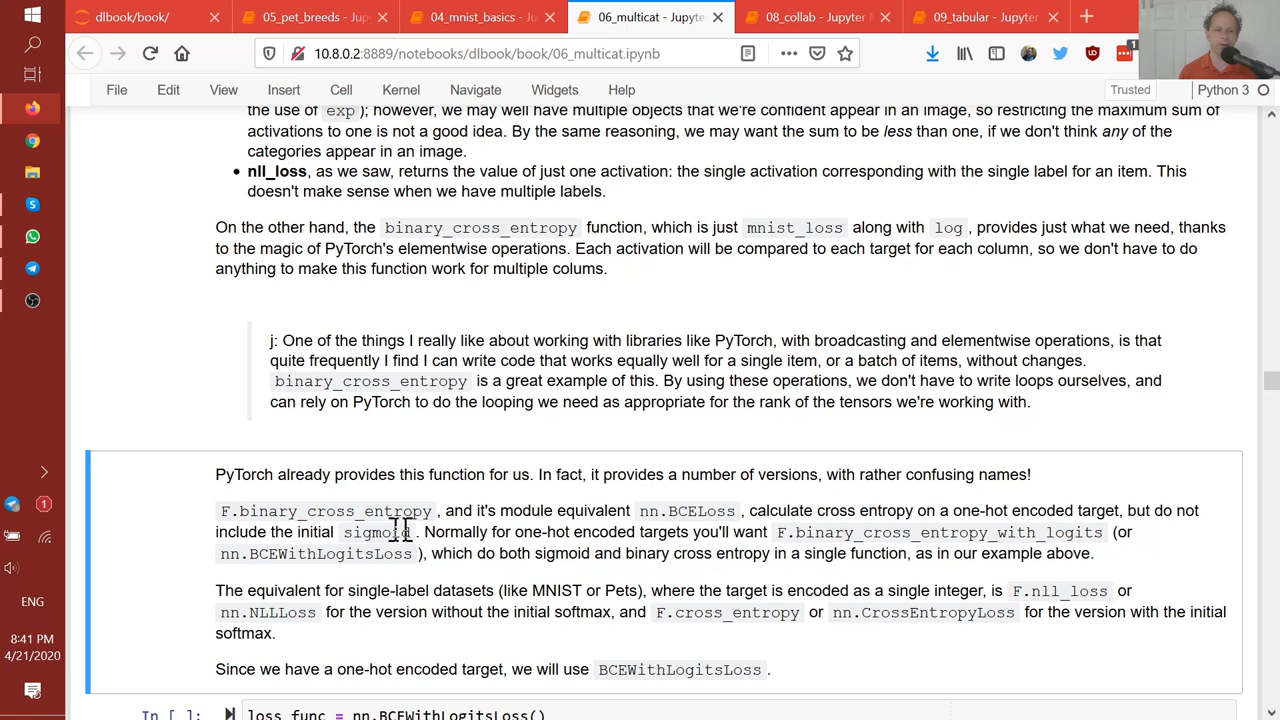 dlbook/book/
05_pet_breeds - Jupyte
04_mnist_basics - Jupyte
06_multicat - Jupyter
08_collab - Jupyter N
09_tabular - Jupyter
10.8.0.2:8889/notebooks/dlbook/book/06_multicat.ipynb
1
File Edit View Insert Cell Kernel Navigate Widgets Help
Trusted
Python 3
the use of exp ); however, we may well have multiple objects that we're confident appear in an image, so restricting the maximum sum of
activations to one is not a good idea. By the same reasoning, we may want the sum to be less than one, if we don't think any of the
categories appear in an image.
• nll_loss, as we saw, returns the value of just one activation: the single activation corresponding with the single label for an item. This
doesn't make sense when we have multiple labels.
On the other hand, the binary_cross_entropy function, which is just mnist_loss along with log , provides just what we need, thanks
to the magic of PyTorch's elementwise operations. Each activation will be compared to each target for each column, so we don't have to do
anything to make this function work for multiple colums.
j: One of the things I really like about working with libraries like PyTorch, with broadcasting and elementwise operations, is that
quite frequently I find I can write code that works equally well for a single item, or a batch of items, without changes.
binary_cross_entropy is a great example of this. By using these operations, we don't have to write loops ourselves, and
can rely on PyTorch to do the looping we need as appropriate for the rank of the tensors we're working with.
PyTorch already provides this function for us. In fact, it provides a number of versions, with rather confusing names!
F.binary_cross_entropy , and it's module equivalent nn.BCELoss , calculate cross entropy on a one-hot encoded target, but do not
include the initial sigmoid . Normally for one-hot encoded targets you'll want F.binary_cross_entropy_with_logits (or
nn.BCEWithLogitsLoss ), which do both sigmoid and binary cross entropy in a single function, as in our example above.
The equivalent for single-label datasets (like MNIST or Pets), where the target is encoded as a single integer, is F.nll_loss or
nn.NLLLoss for the version without the initial softmax, and F.cross_entropy or nn.CrossEntropyLoss for the version with the initial
softmax.
Since we have a one-hot encoded target, we will use BCEWithLogitsLoss .
In [ ]: loss_func = nn.BCEWithLogitsLoss()
1
ENG
8:41 PM
4/21/2020